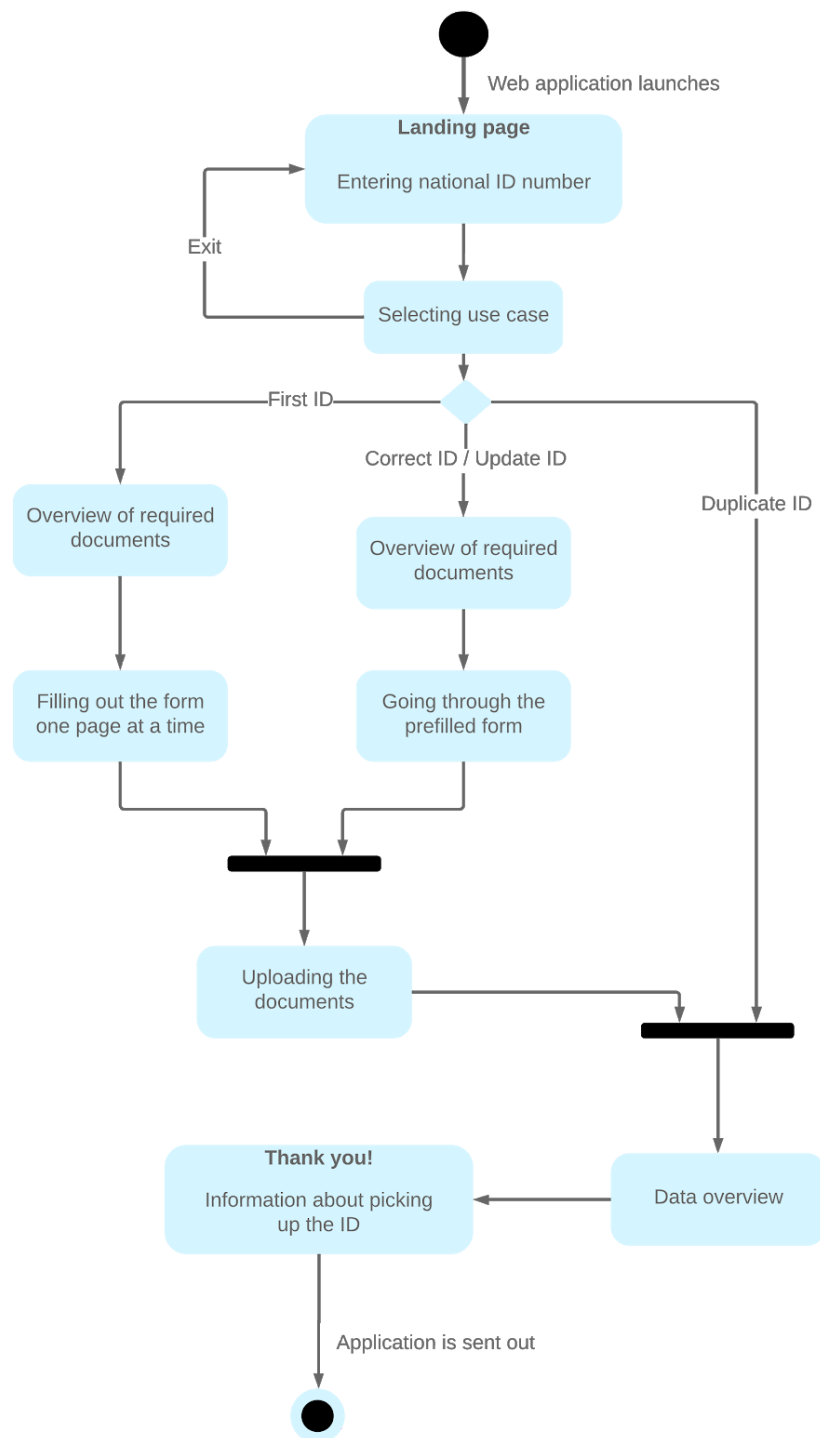 Web application launches
Landing page
Entering national ID number
Exit
Selecting use case
First ID
Correct ID / Update ID
Duplicate ID
Overview of required
documents
Overview of required
documents
Filling out the form
one page at a time
Going through the
prefilled form
Uploading the
documents
Thank you!
Information about picking
up the ID
Data overview
Application is sent out